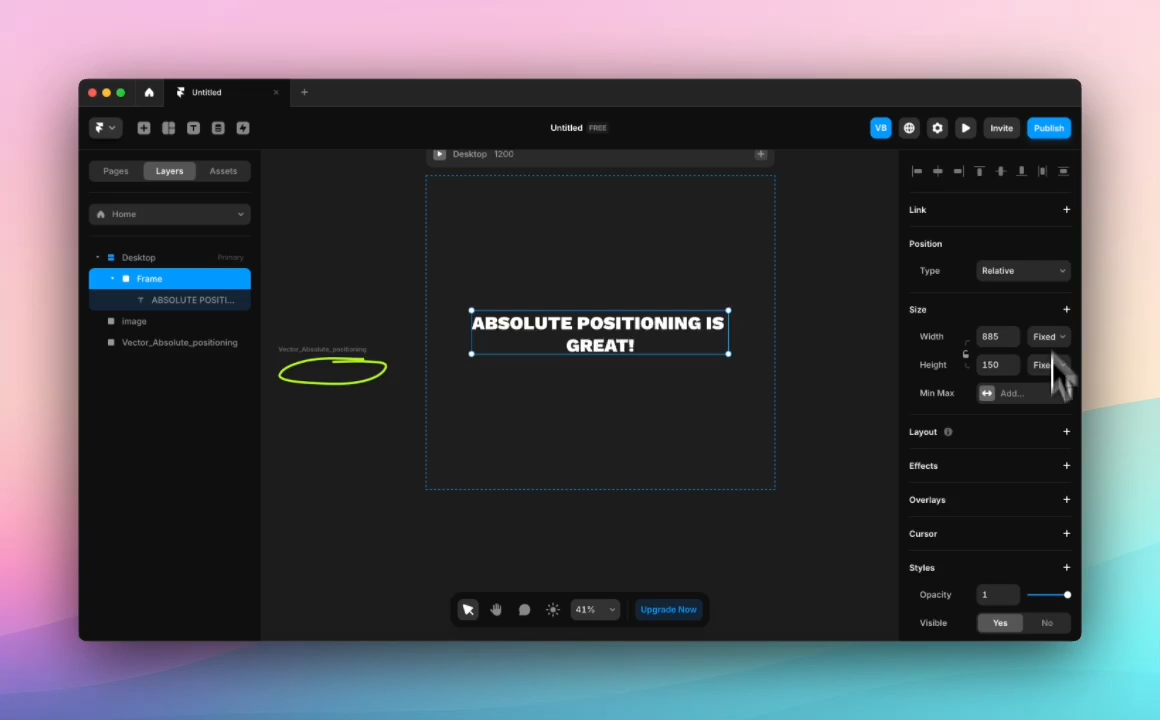 Untitled
Untitled FREE
VB
Invite
Publish
Pages
Layers
Assets
Home
Desktop
Primary
Frame
ABSOLUTE POSITI...
image
Vector_Absolute_positioning
Desktop 1200
Vector_Absolute_positioning
ABSOLUTE POSITIONING IS
GREAT!
41%
Upgrade Now
Link
Position
Type Relative
Size
Width 885 Fixed
Height 150
Min Max Add...
Layout
Effects
Overlays
Cursor
Styles
Opacity 1
Visible Yes No